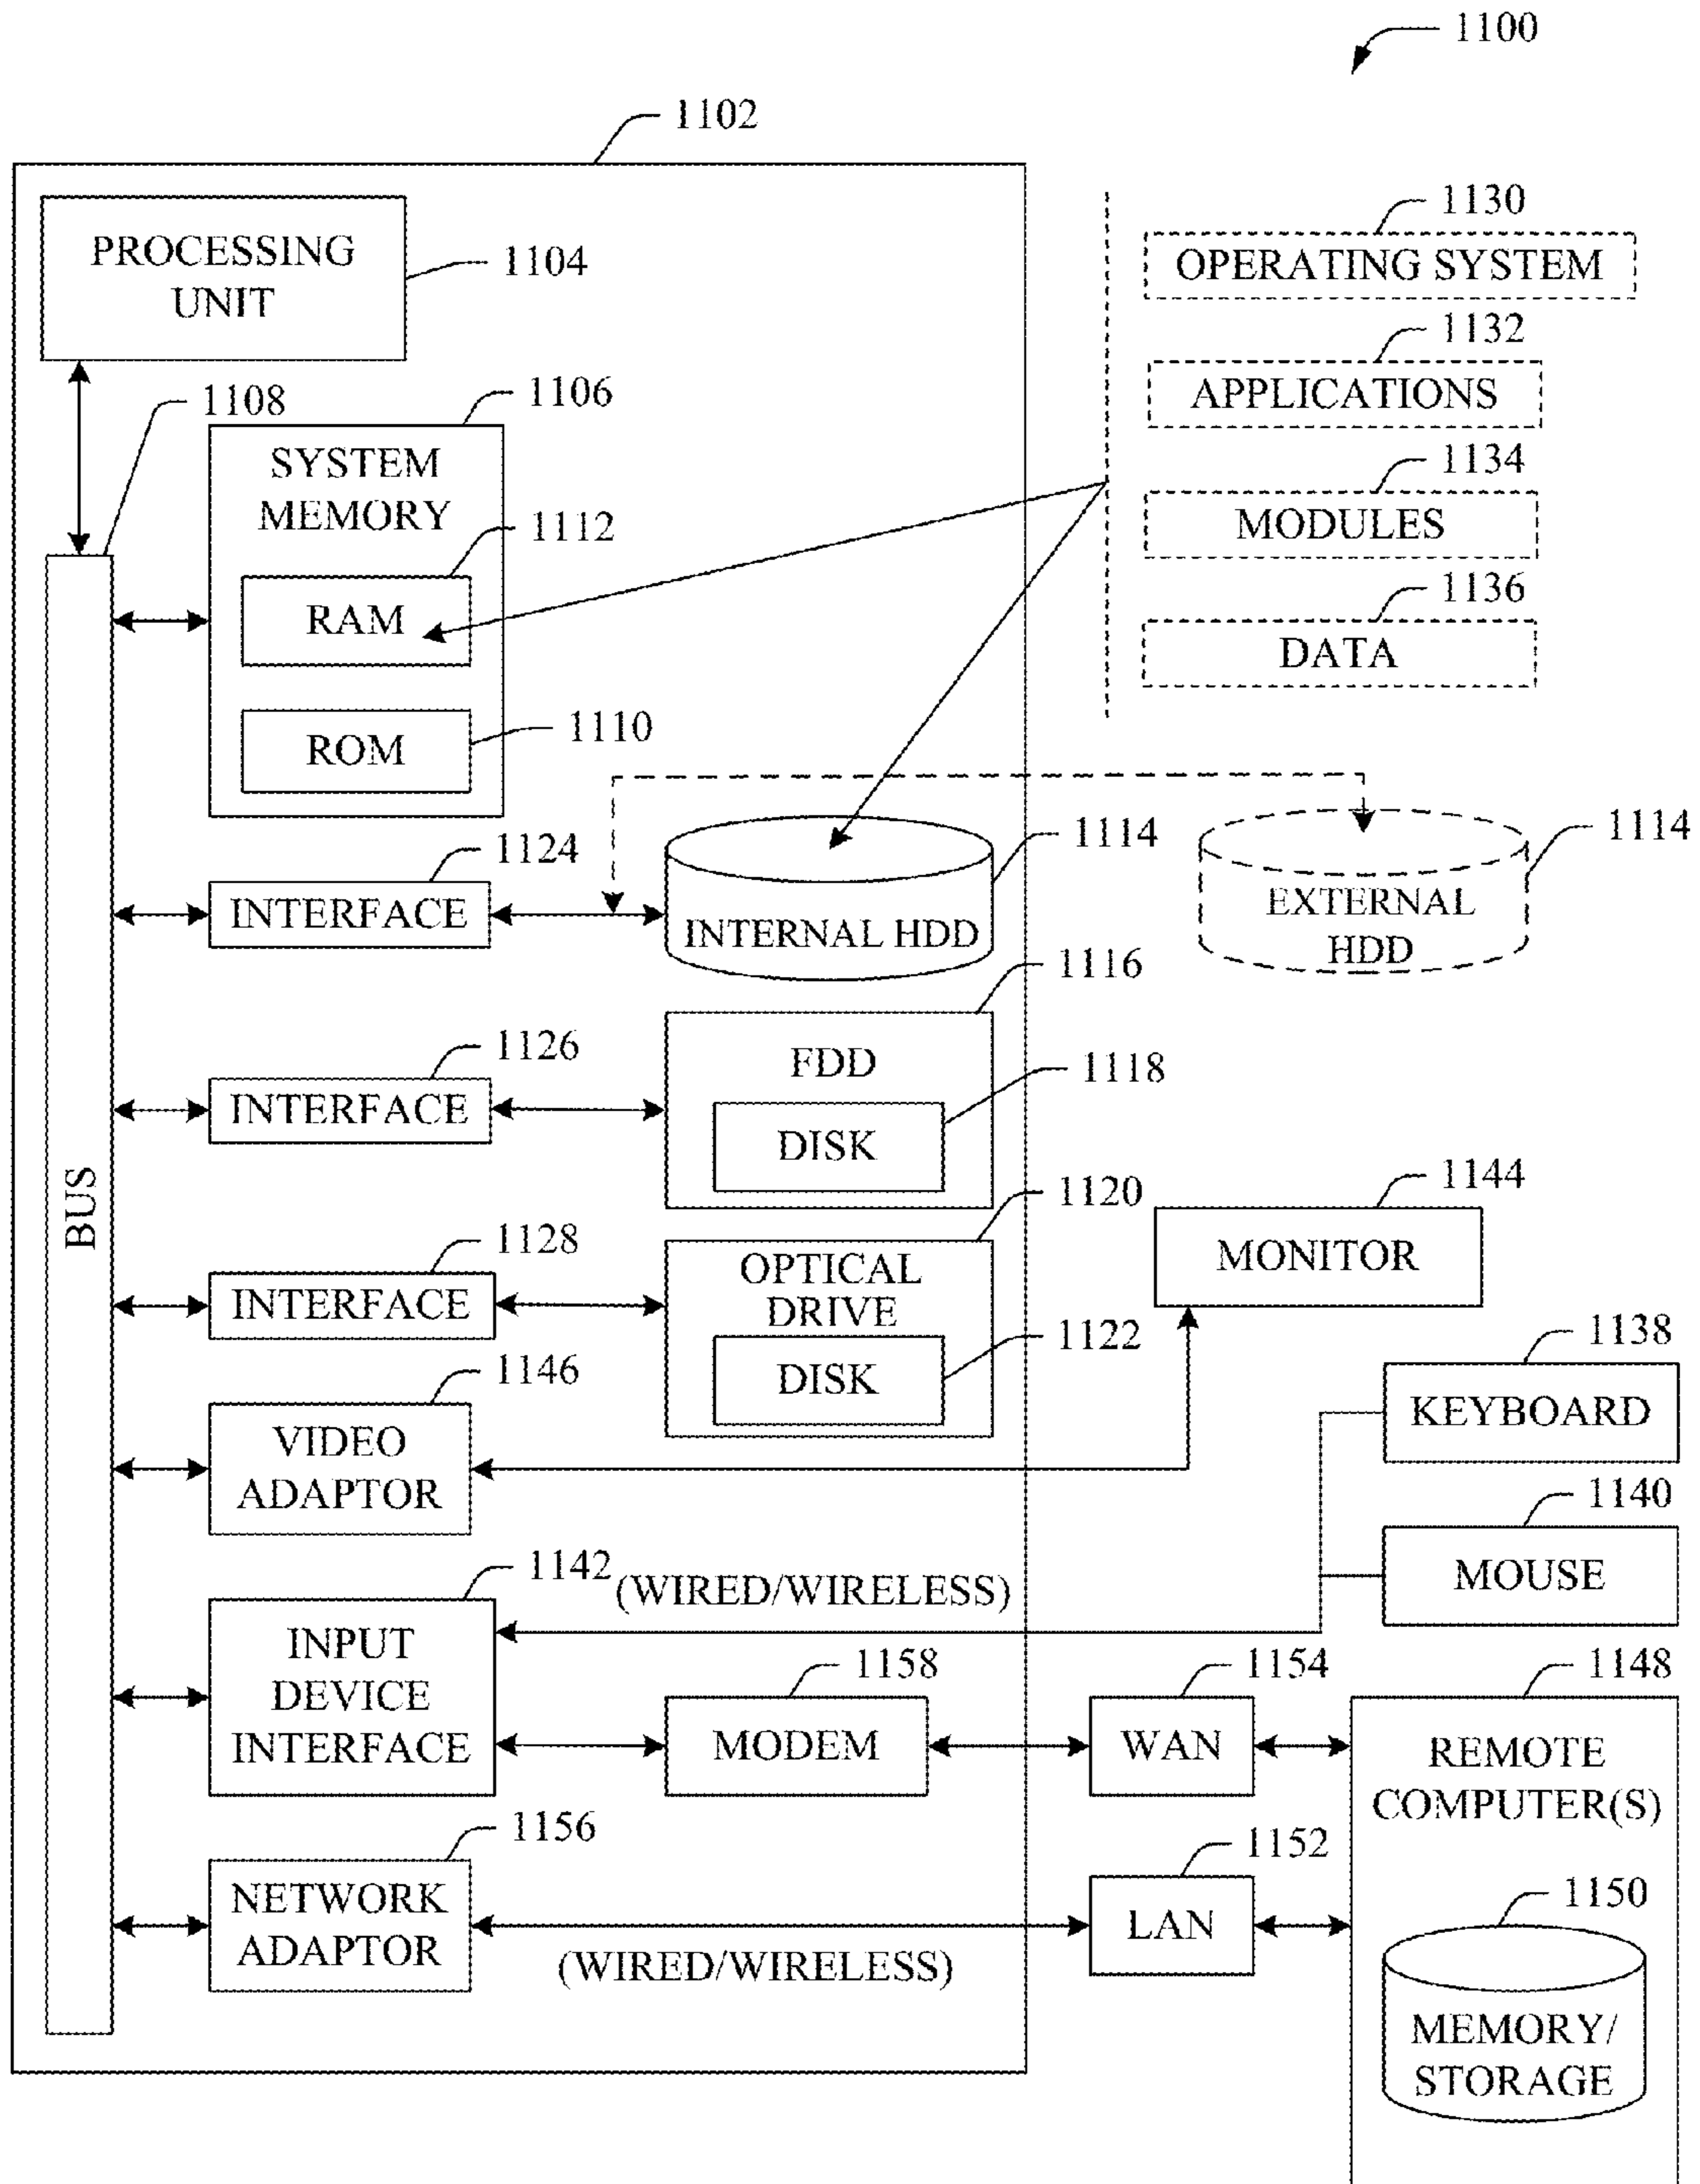 1100
1102
PROCESSING
UNIT
1104
1130
OPERATING SYSTEM
1132
APPLICATIONS
1134
MODULES
1136
DATA
1108
1106
SYSTEM
MEMORY
1112
RAM
1110
ROM
BUS
1124
INTERFACE
1114
INTERNAL HDD
1114
EXTERNAL
HDD
1126
INTERFACE
1116
FDD
1118
DISK
1128
INTERFACE
1120
OPTICAL
DRIVE
1122
DISK
1144
MONITOR
1146
VIDEO
ADAPTOR
1138
KEYBOARD
1140
MOUSE
1142
(WIRED/WIRELESS)
INPUT
DEVICE
INTERFACE
1158
MODEM
1154
WAN
1148
REMOTE
COMPUTER(S)
1156
NETWORK
ADAPTOR
(WIRED/WIRELESS)
1152
LAN
1150
MEMORY/
STORAGE